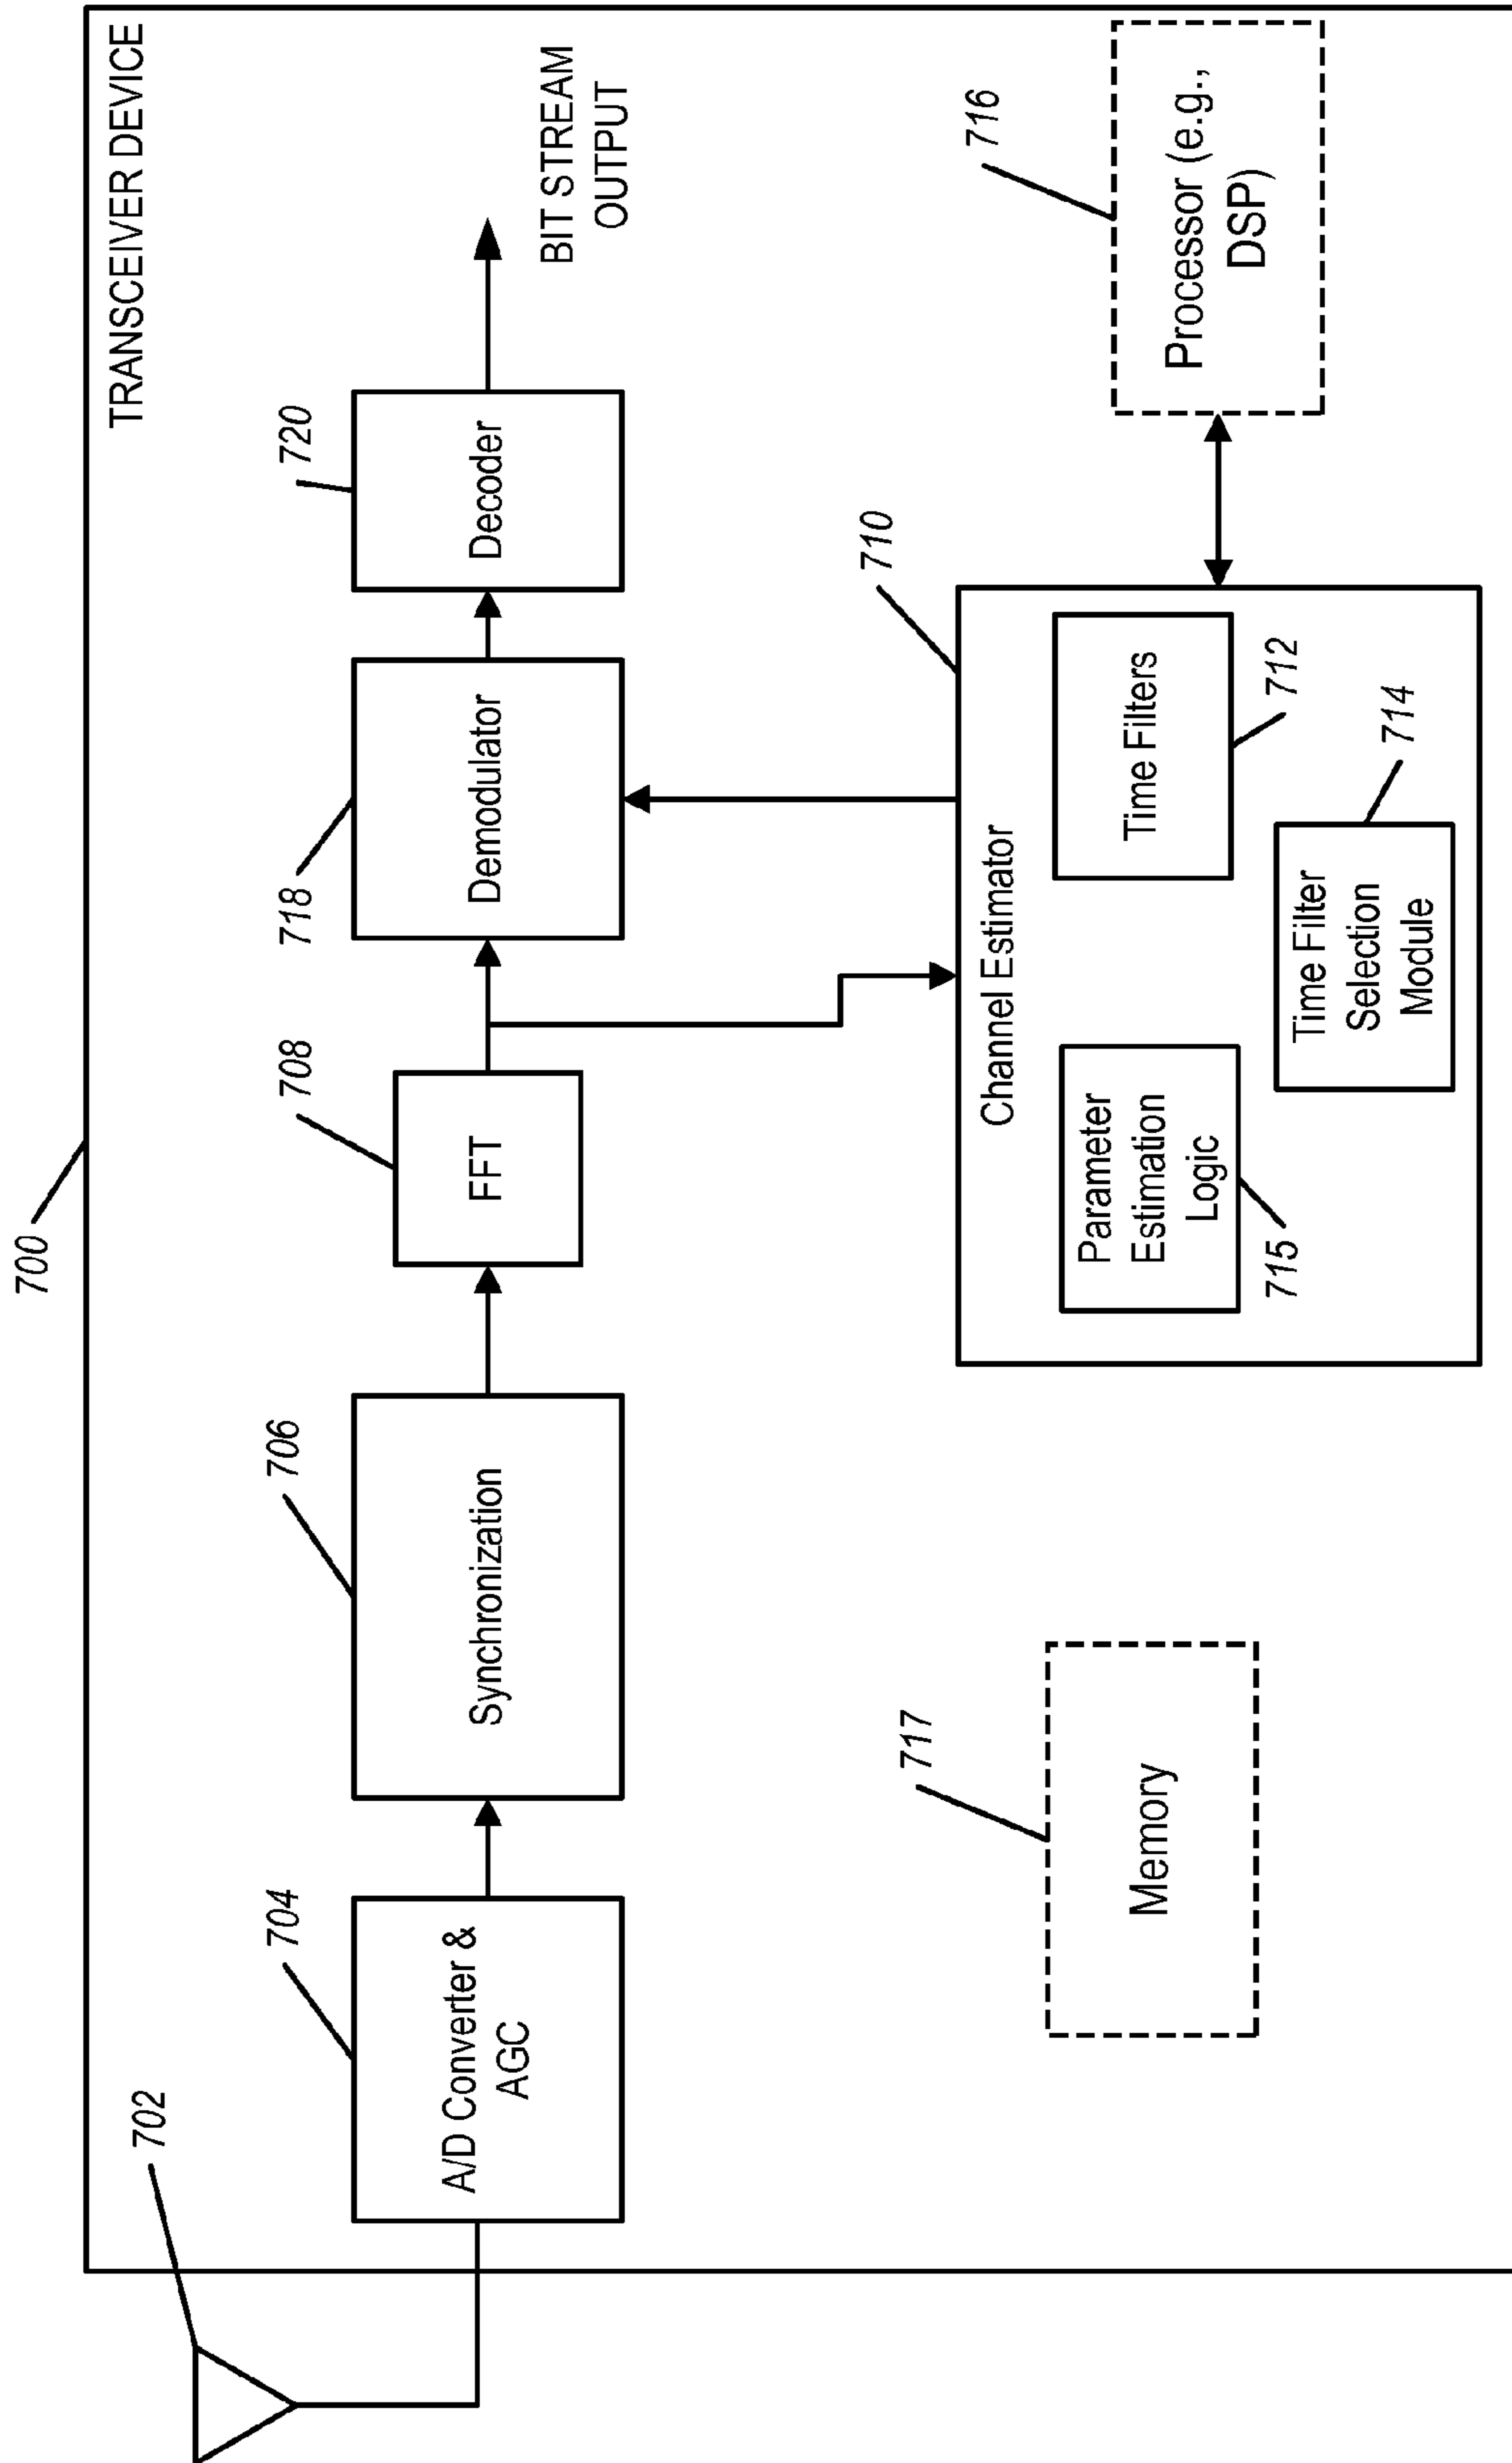 TRANSCEIVER DEVICE
700
702
704
A/D Converter &
AGC
706
Synchronization
708
FFT
718
Demodulator
720
Decoder
BIT STREAM
OUTPUT
717
Memory
710
Channel Estimator
Parameter
Estimation
Logic
715
Time Filters
712
Time Filter
Selection
Module
714
716
Processor (e.g.,
DSP)